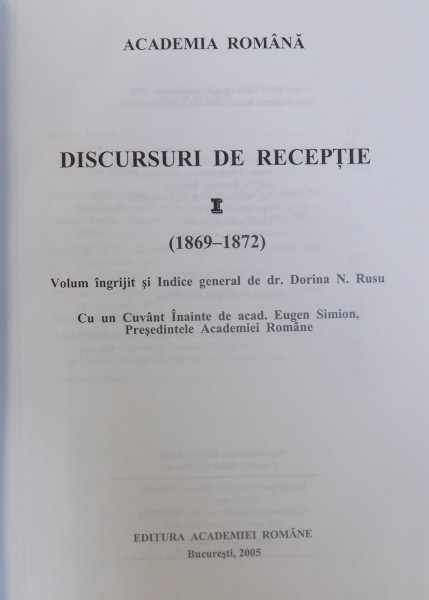 ACADEMIA ROMÂNĂ
DISCURSURI DE RECEPȚIE
I
(1869–1872)
Volum îngrijit și Indice general de dr. Dorina N. Rusu
Cu un Cuvânt Înainte de acad. Eugen Simion,
Președintele Academiei Române
EDITURA ACADEMIEI ROMÂNE
București, 2005